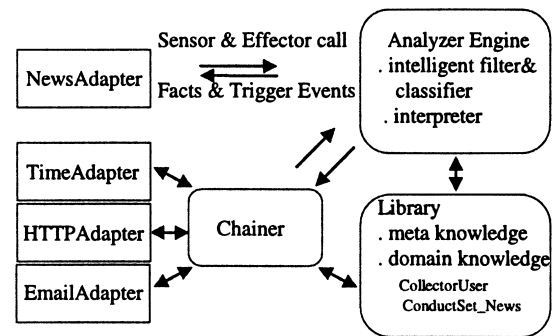 Sensor & Effector call
NewsAdapter
Facts & Trigger Events
Analyzer Engine
. intelligent filter&
classifier
. interpreter
TimeAdapter
HTTPAdapter
EmailAdapter
Chainer
Library
. meta knowledge
. domain knowledge
CollectorUser
ConductSet_News